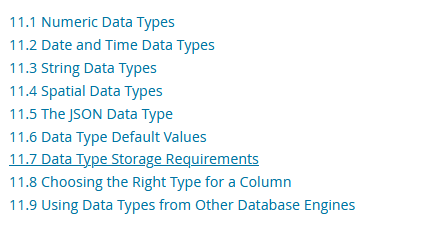 11.1 Numeric Data Types
11.2 Date and Time Data Types
11.3 String Data Types
11.4 Spatial Data Types
11.5 The JSON Data Type
11.6 Data Type Default Values
11.7 Data Type Storage Requirements
11.8 Choosing the Right Type for a Column
11.9 Using Data Types from Other Database Engines